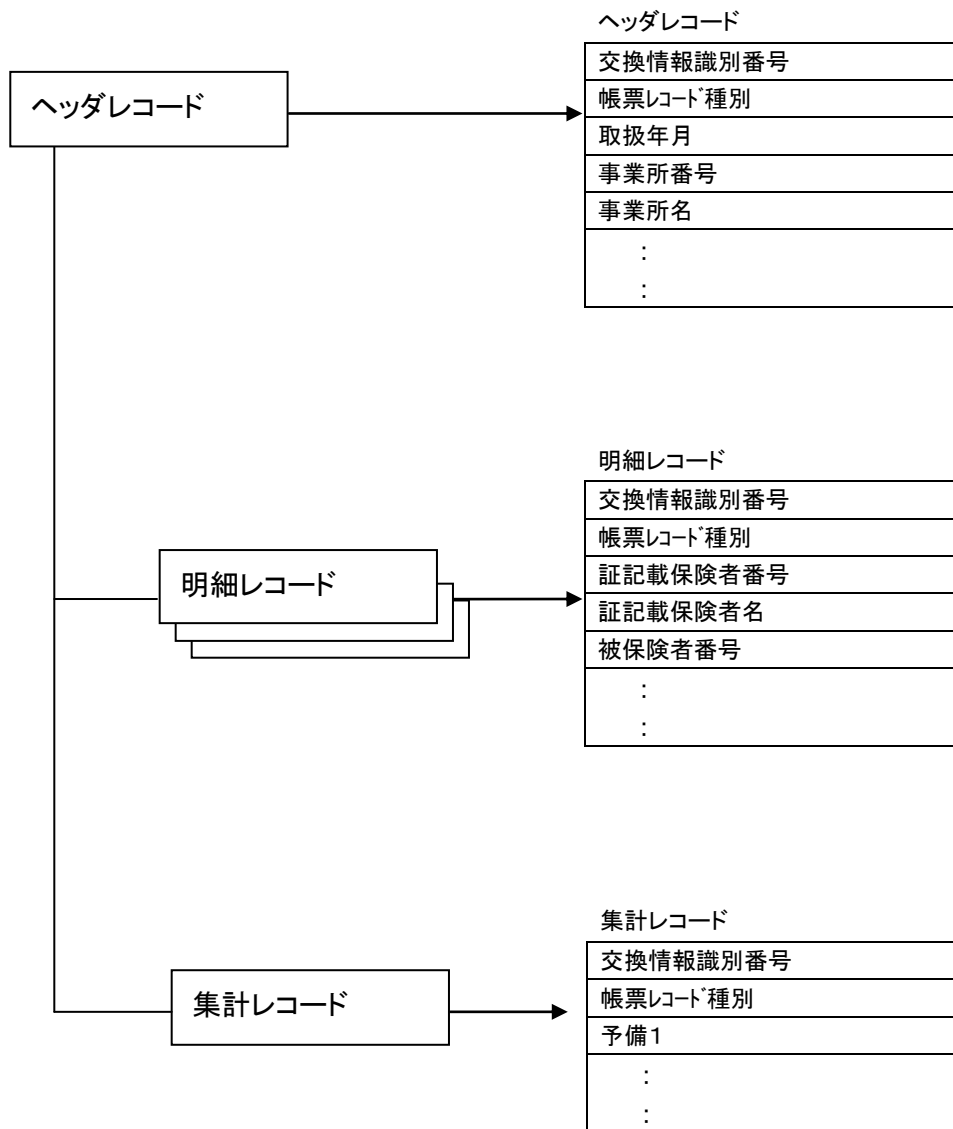 ヘッダレコード
ヘッダレコード
交換情報識別番号
帳票ﾚｺｰﾄﾞ種別
取扱年月
事業所番号
事業所名
:
:
明細レコード
明細レコード
交換情報識別番号
帳票ﾚｺｰﾄﾞ種別
証記載保険者番号
証記載保険者名
被保険者番号
:
:
集計レコード
集計レコード
交換情報識別番号
帳票ﾚｺｰﾄﾞ種別
予備1
:
: